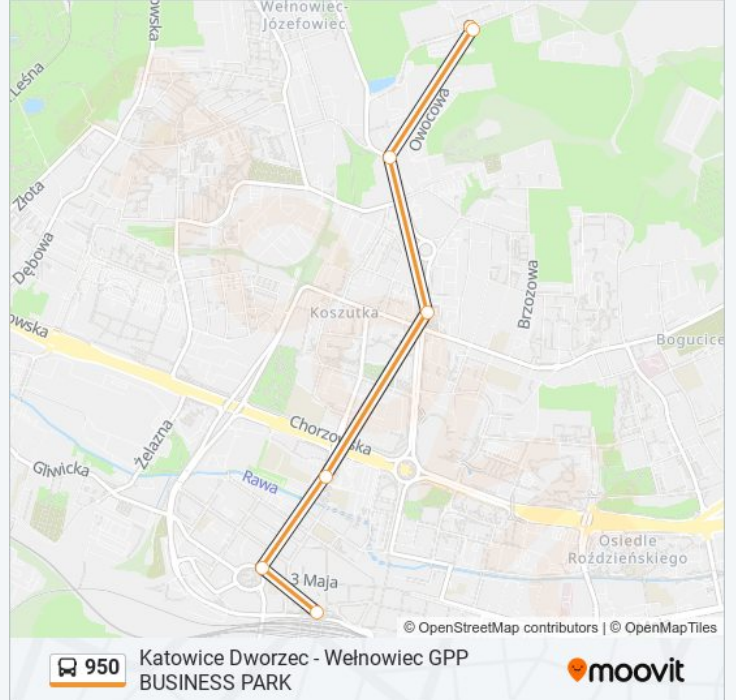 Wełnowiec-
Józefowiec
owska
.Leśna
Owocowa
Złota
Dębowa
Brzozowa
Koszutka
owska
Bogucice
Chorzowska
Żelazna
Gliwicka
Rawa
Osiedle
Roździeńskiego
3 Maja
© OpenStreetMap contributors | © OpenMapTiles
950
Katowice Dworzec - Wełnowiec GPP
BUSINESS PARK
moovit